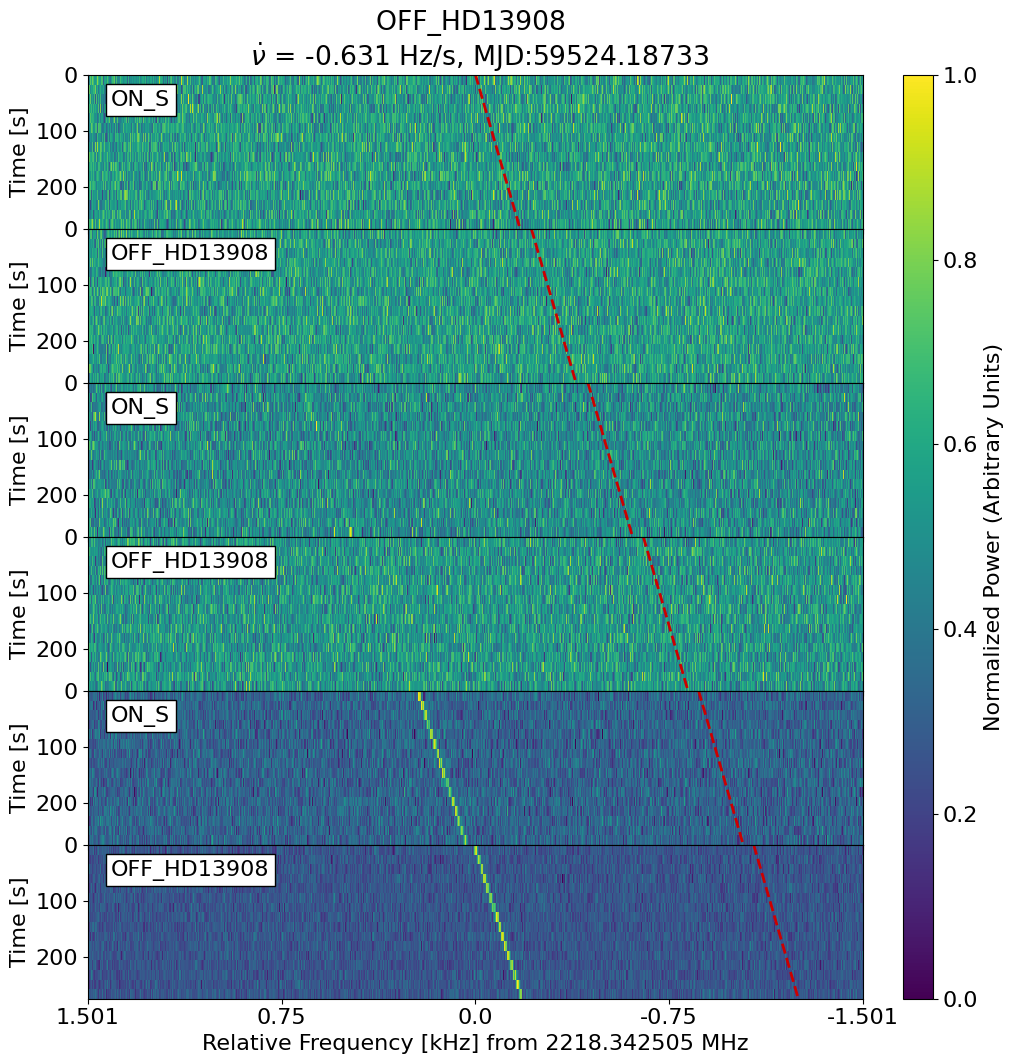 OFF_HD13908
ν̇ = -0.631 Hz/s, MJD:59524.18733
0
100
200
Time [s]
ON_S
0
100
200
Time [s]
OFF_HD13908
0
100
200
Time [s]
ON_S
0
100
200
Time [s]
OFF_HD13908
0
100
200
Time [s]
ON_S
0
100
200
Time [s]
OFF_HD13908
1.501 0.75 0.0 -0.75 -1.501
Relative Frequency [kHz] from 2218.342505 MHz
1.0
0.8
0.6
0.4
0.2
0.0
Normalized Power (Arbitrary Units)